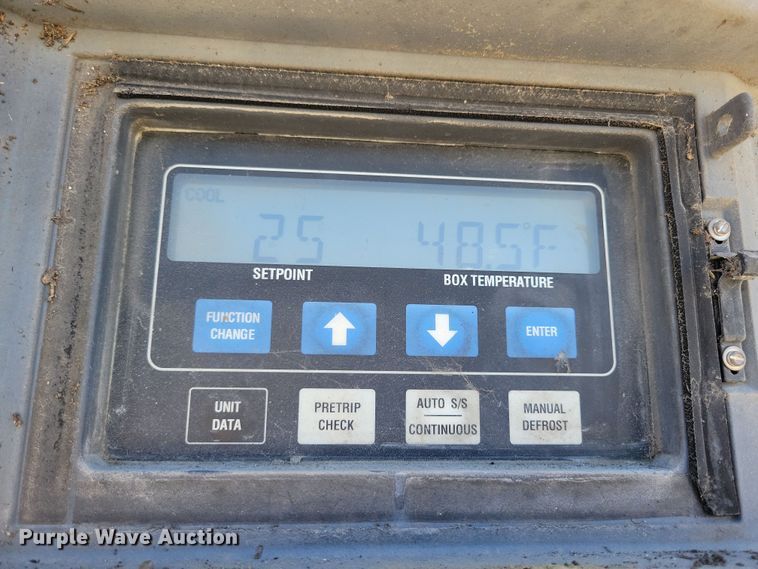 COOL
25 48.5°F
SETPOINT BOX TEMPERATURE
FUNCTION
CHANGE
ENTER
UNIT
DATA
PRETRIP
CHECK
AUTO S/S
CONTINUOUS
MANUAL
DEFROST
Purple Wave Auction